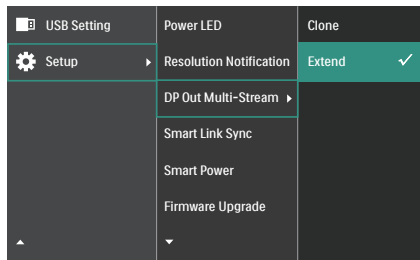 USB Setting
Setup
Power LED
Resolution Notification
DP Out Multi-Stream
Smart Link Sync
Smart Power
Firmware Upgrade
Clone
Extend